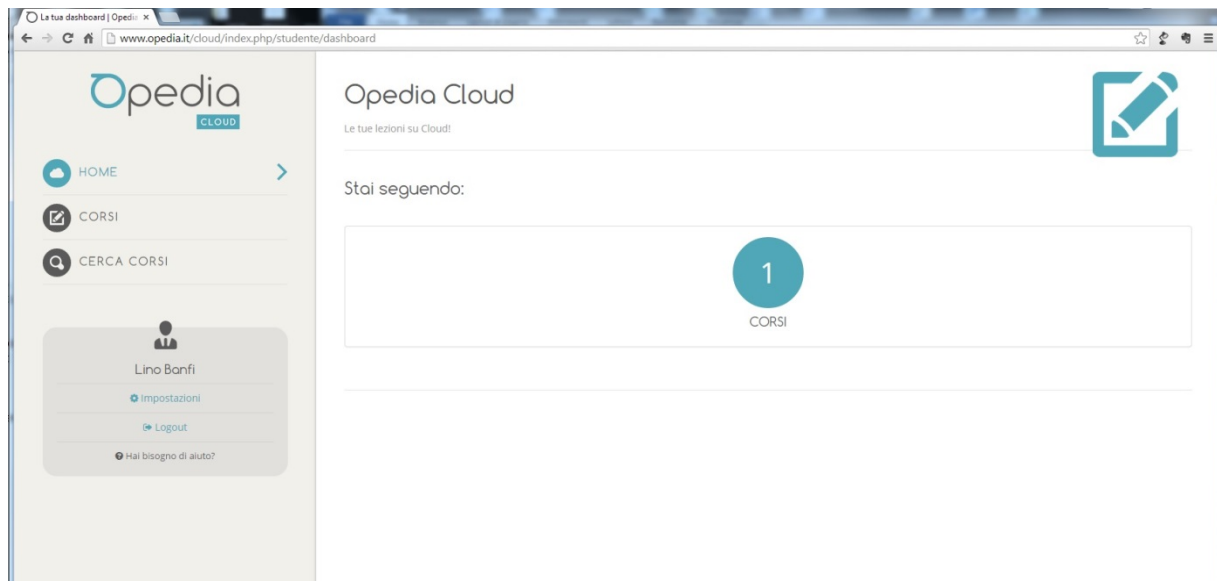 La tua dashboard | Opedia
www.opedia.it/cloud/index.php/studente/dashboard
Opedia
CLOUD
HOME
CORSI
CERCA CORSI
Lino Banfi
Impostazioni
Logout
Hai bisogno di aiuto?
Opedia Cloud
Le tue lezioni su Cloud!
Stai seguendo:
1
CORSI